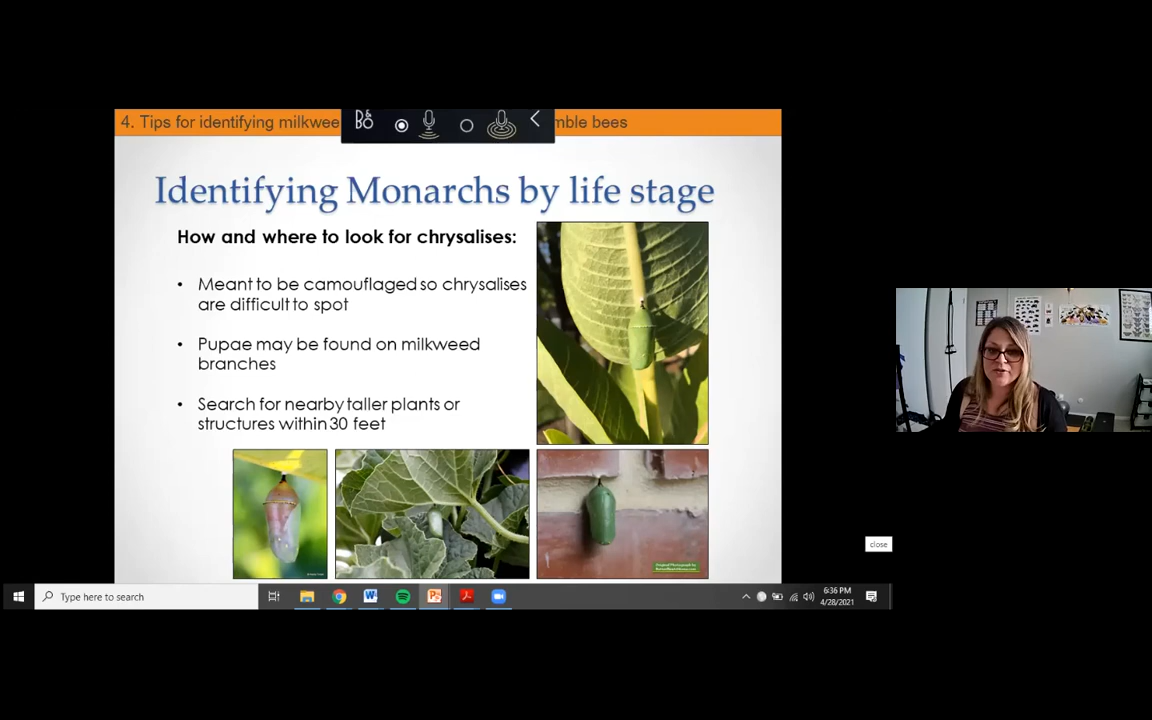 4. Tips for identifying milkwee
mble bees
Identifying Monarchs by life stage
How and where to look for chrysalises:
• Meant to be camouflaged so chrysalises
are difficult to spot
• Pupae may be found on milkweed
branches
• Search for nearby taller plants or
structures within 30 feet
close
Type here to search
6:36 PM
4/28/2021